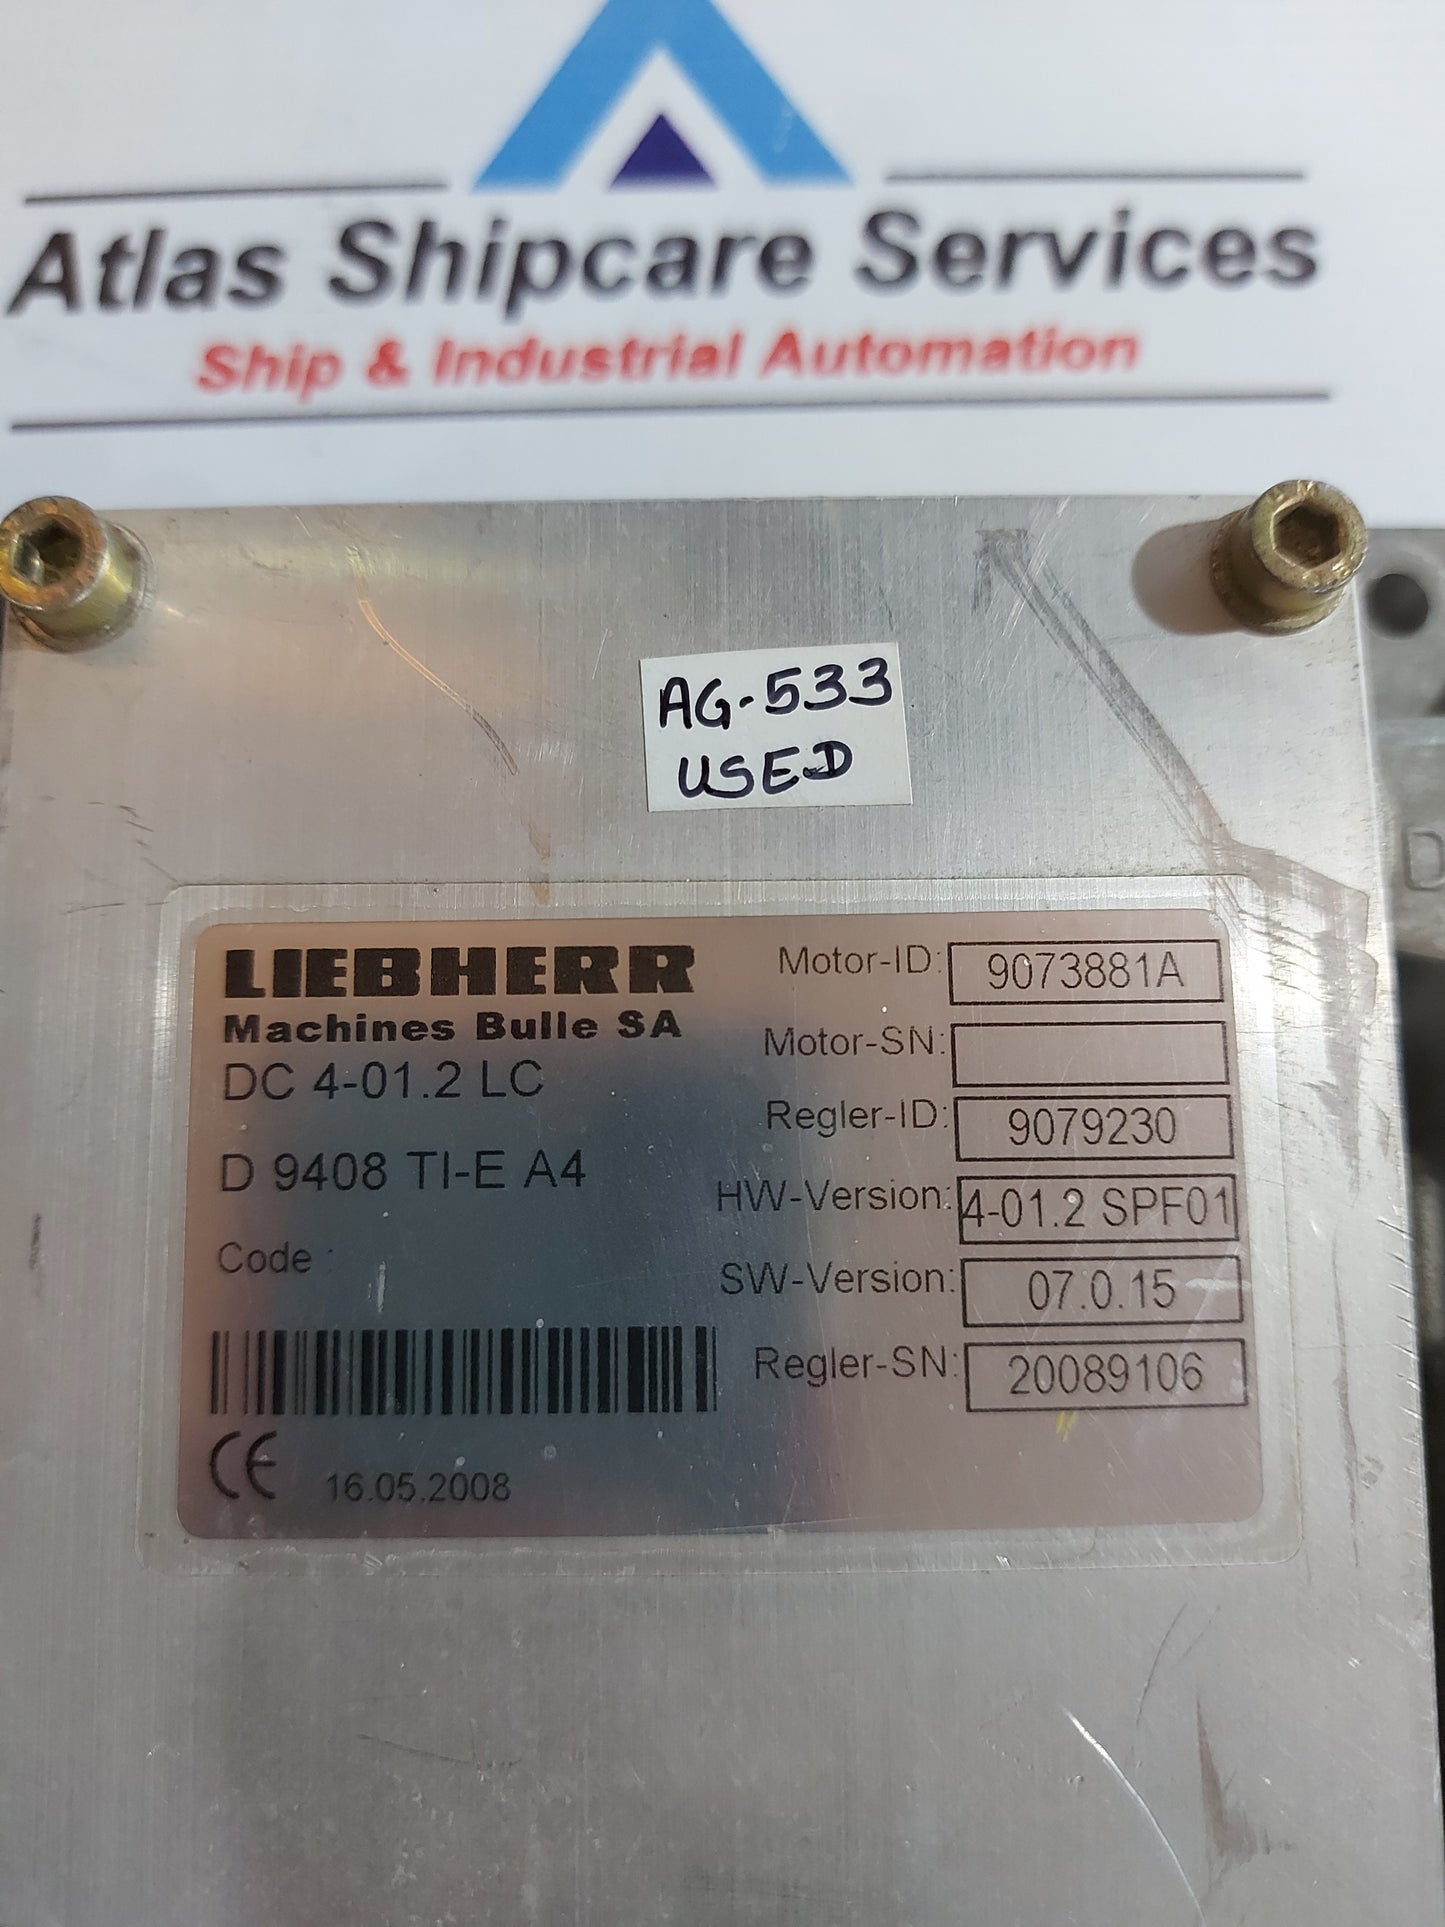 Atlas Shipcare Services
Ship & Industrial Automation
AG-533
USED
D
LIEBHERR
Machines Bulle SA
DC 4-01.2 LC
D 9408 TI-E A4
Code :
Motor-ID: 9073881A
Motor-SN:
Regler-ID: 9079230
HW-Version: 4-01.2 SPF01
SW-Version: 07.0.15
Regler-SN: 20089106
CE 16.05.2008